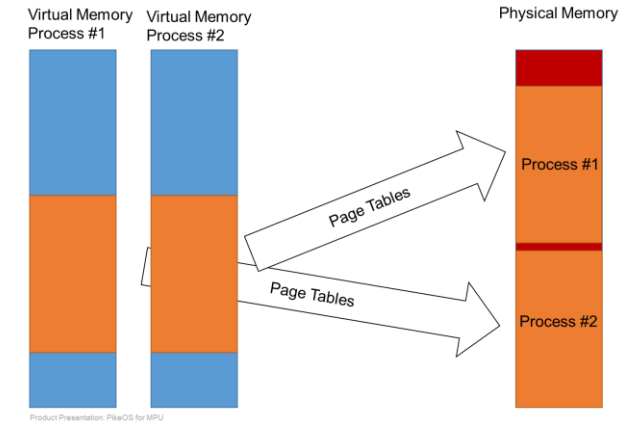 Virtual Memory
Process #1
Virtual Memory
Process #2
Physical Memory
Process #1
Page Tables
Page Tables
Process #2
Product Presentation: PikeOS for MPU